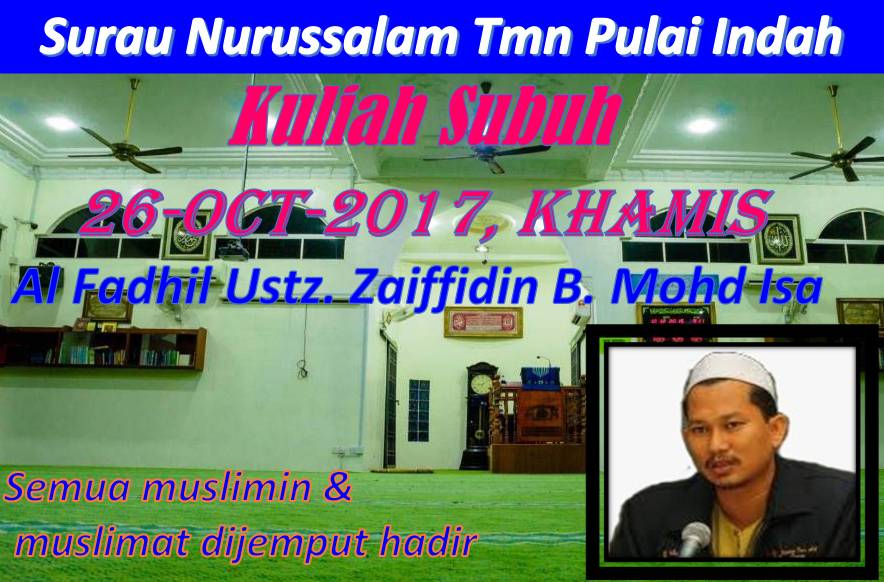 Surau Nurussalam Tmn Pulai Indah
Kuliah Subuh
26-OCT-2017, KHAMIS
Al Fadhil Ustz. Zaiffidin B. Mohd Isa
Semua muslimin &
muslimat dijemput hadir